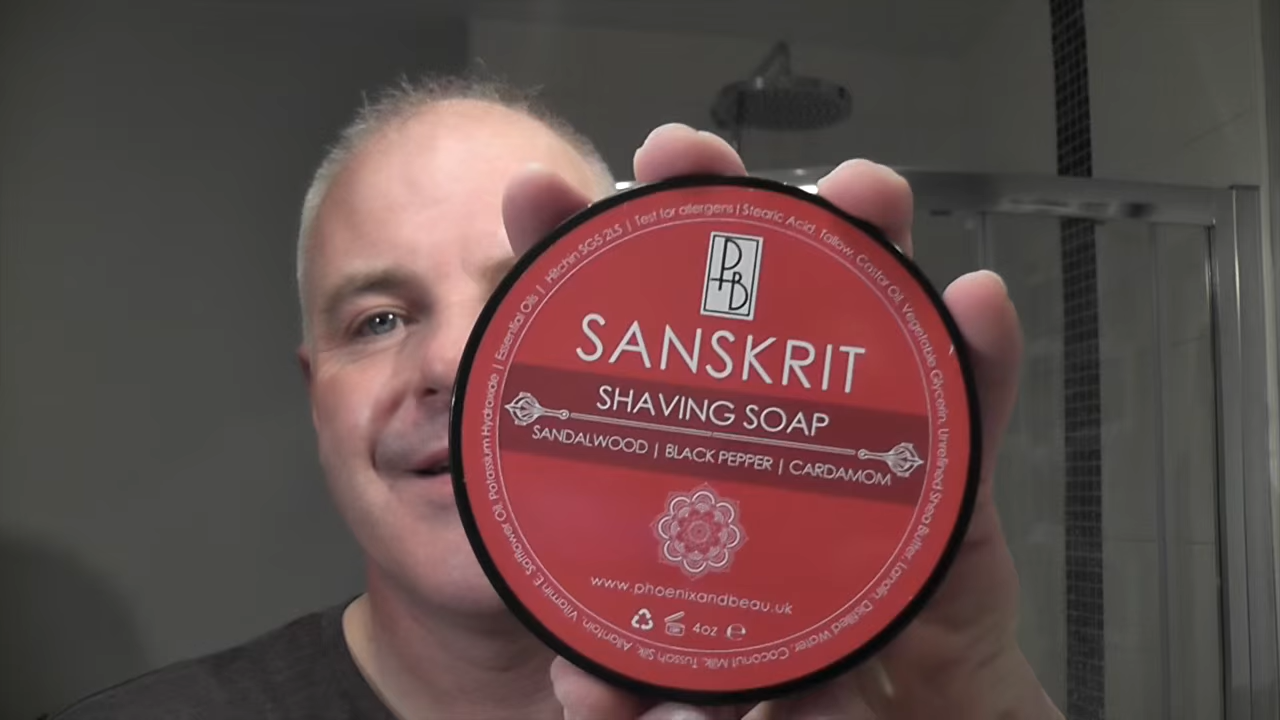 PB
SANSKRIT
SHAVING SOAP
SANDALWOOD | BLACK PEPPER | CARDAMOM
www.phoenixandbeau.uk
4oz e
Hitchin SG5 2LS | Test for allergens | Stearic Acid, Tallow, Castor Oil, Vegetable Glycerin, Unrefined Shea Butter, Lanolin, Distilled Water, Coconut Milk, Tussah Silk, Allantoin, Vitamin E, Safflower Oil, Potassium Hydroxide | Essential Oils |